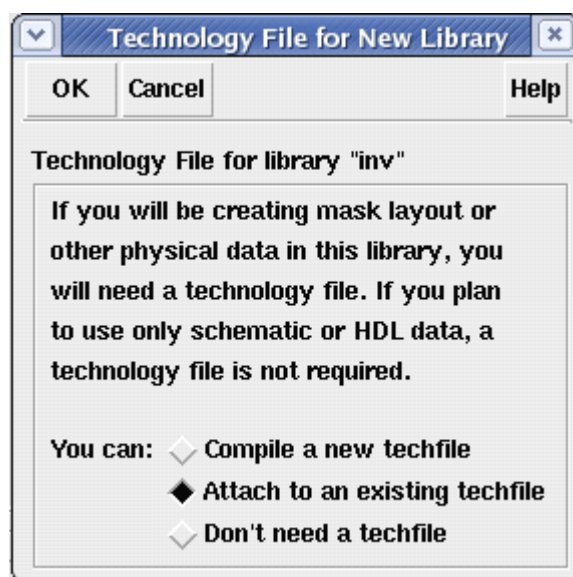 Technology File for New Library
OK Cancel Help
Technology File for library "inv"
If you will be creating mask layout or
other physical data in this library, you
will need a technology file. If you plan
to use only schematic or HDL data, a
technology file is not required.
You can: Compile a new techfile
Attach to an existing techfile
Don't need a techfile